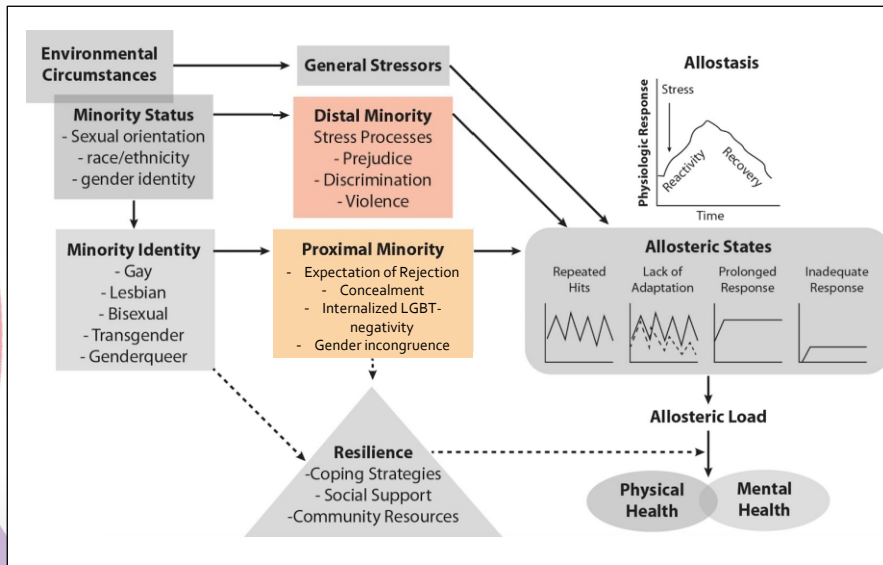 Environmental
Circumstances
General Stressors
Minority Status
- Sexual orientation
- race/ethnicity
- gender identity
Distal Minority
Stress Processes
- Prejudice
- Discrimination
- Violence
Minority Identity
- Gay
- Lesbian
- Bisexual
- Transgender
- Genderqueer
Proximal Minority
- Expectation of Rejection
- Concealment
- Internalized LGBT-
negativity
- Gender incongruence
Resilience
-Coping Strategies
- Social Support
-Community Resources
Allostasis
Physiologic Response
Stress
Reactivity
Recovery
Time
Allosteric States
Repeated
Hits
Lack of
Adaptation
Prolonged
Response
Inadequate
Response
Allosteric Load
Physical
Health
Mental
Health